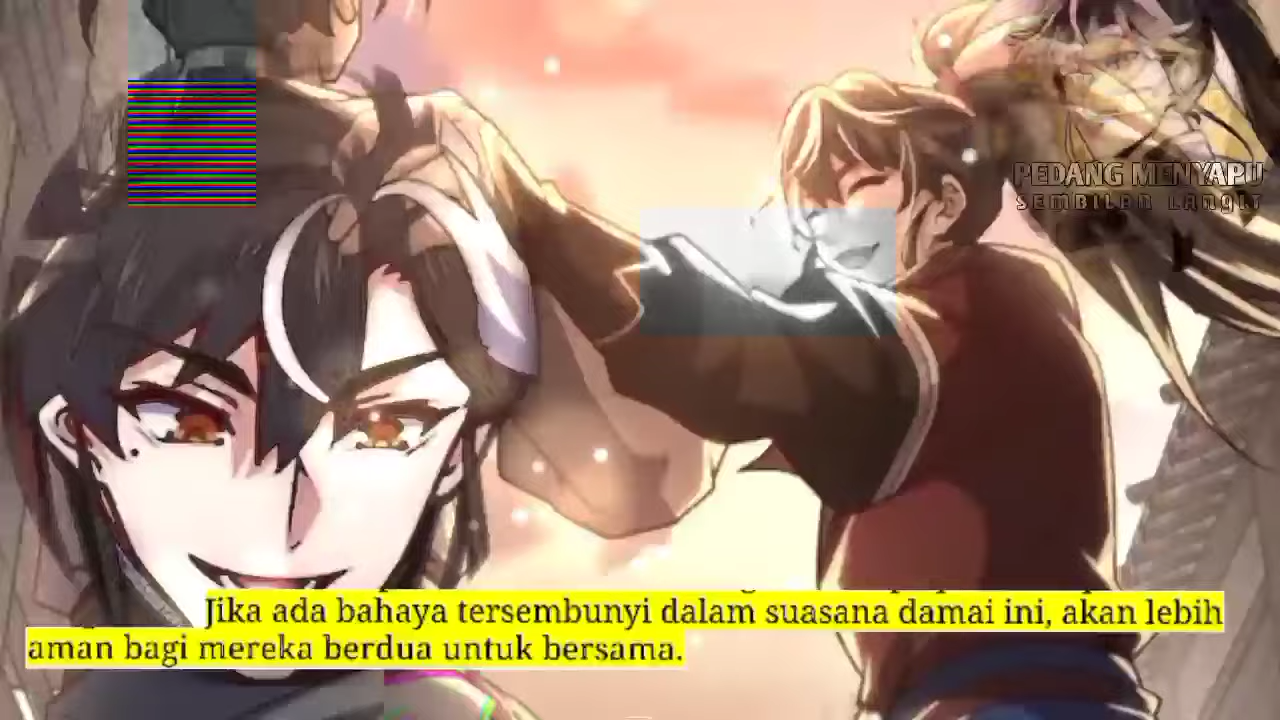 PEDANG MENYAPU
SEMBILAN LANGIT
Jika ada bahaya tersembunyi dalam suasana damai ini, akan lebih
aman bagi mereka berdua untuk bersama.